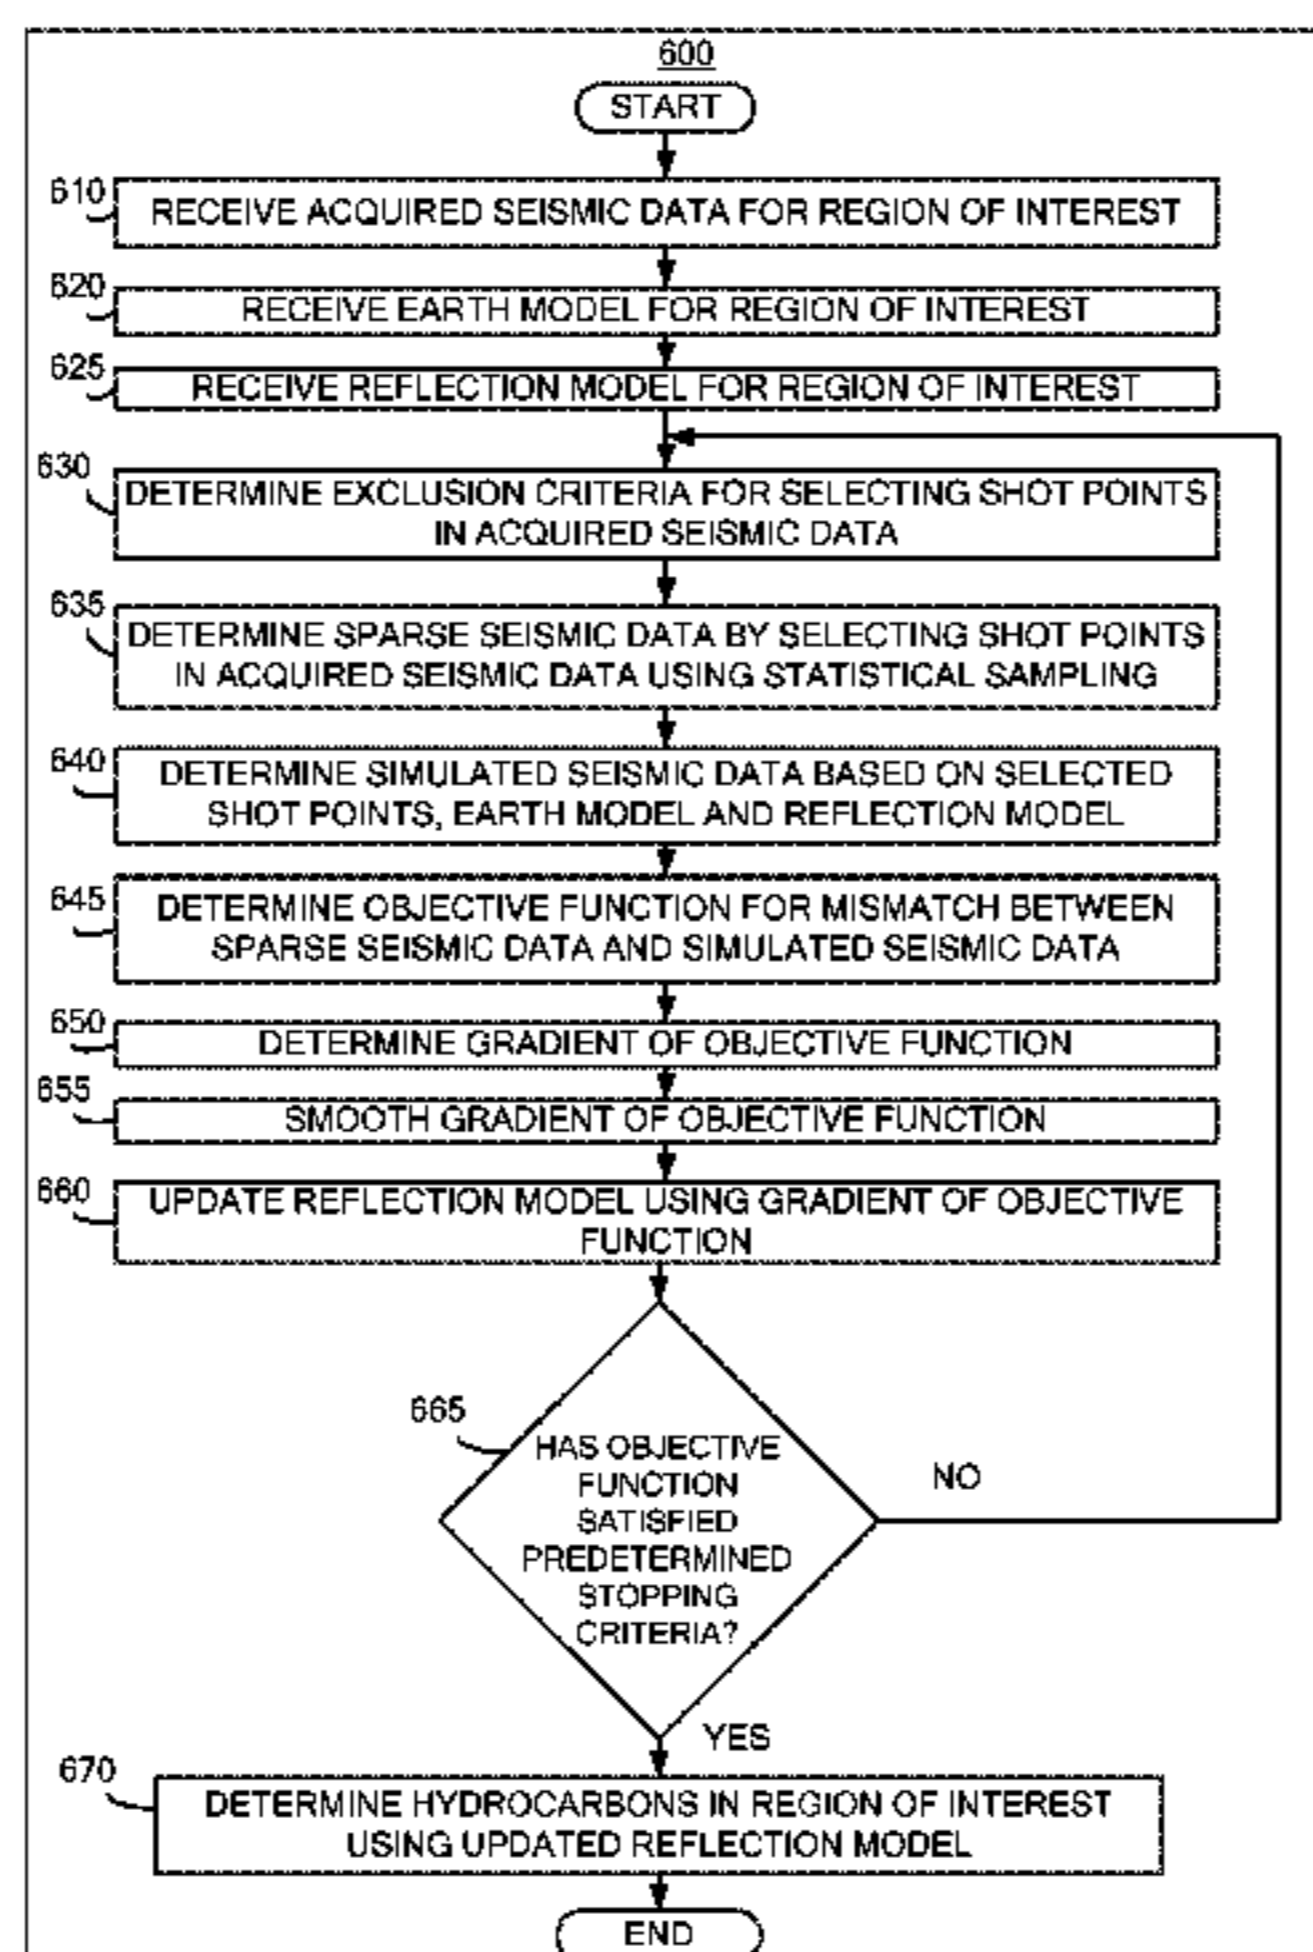 600
START
610
RECEIVE ACQUIRED SEISMIC DATA FOR REGION OF INTEREST
620
RECEIVE EARTH MODEL FOR REGION OF INTEREST
625
RECEIVE REFLECTION MODEL FOR REGION OF INTEREST
630
DETERMINE EXCLUSION CRITERIA FOR SELECTING SHOT POINTS
IN ACQUIRED SEISMIC DATA
635
DETERMINE SPARSE SEISMIC DATA BY SELECTING SHOT POINTS
IN ACQUIRED SEISMIC DATA USING STATISTICAL SAMPLING
640
DETERMINE SIMULATED SEISMIC DATA BASED ON SELECTED
SHOT POINTS, EARTH MODEL AND REFLECTION MODEL
645
DETERMINE OBJECTIVE FUNCTION FOR MISMATCH BETWEEN
SPARSE SEISMIC DATA AND SIMULATED SEISMIC DATA
650
DETERMINE GRADIENT OF OBJECTIVE FUNCTION
655
SMOOTH GRADIENT OF OBJECTIVE FUNCTION
660
UPDATE REFLECTION MODEL USING GRADIENT OF OBJECTIVE
FUNCTION
665
HAS OBJECTIVE
FUNCTION
SATISFIED
PREDETERMINED
STOPPING
CRITERIA?
NO
YES
670
DETERMINE HYDROCARBONS IN REGION OF INTEREST
USING UPDATED REFLECTION MODEL
END